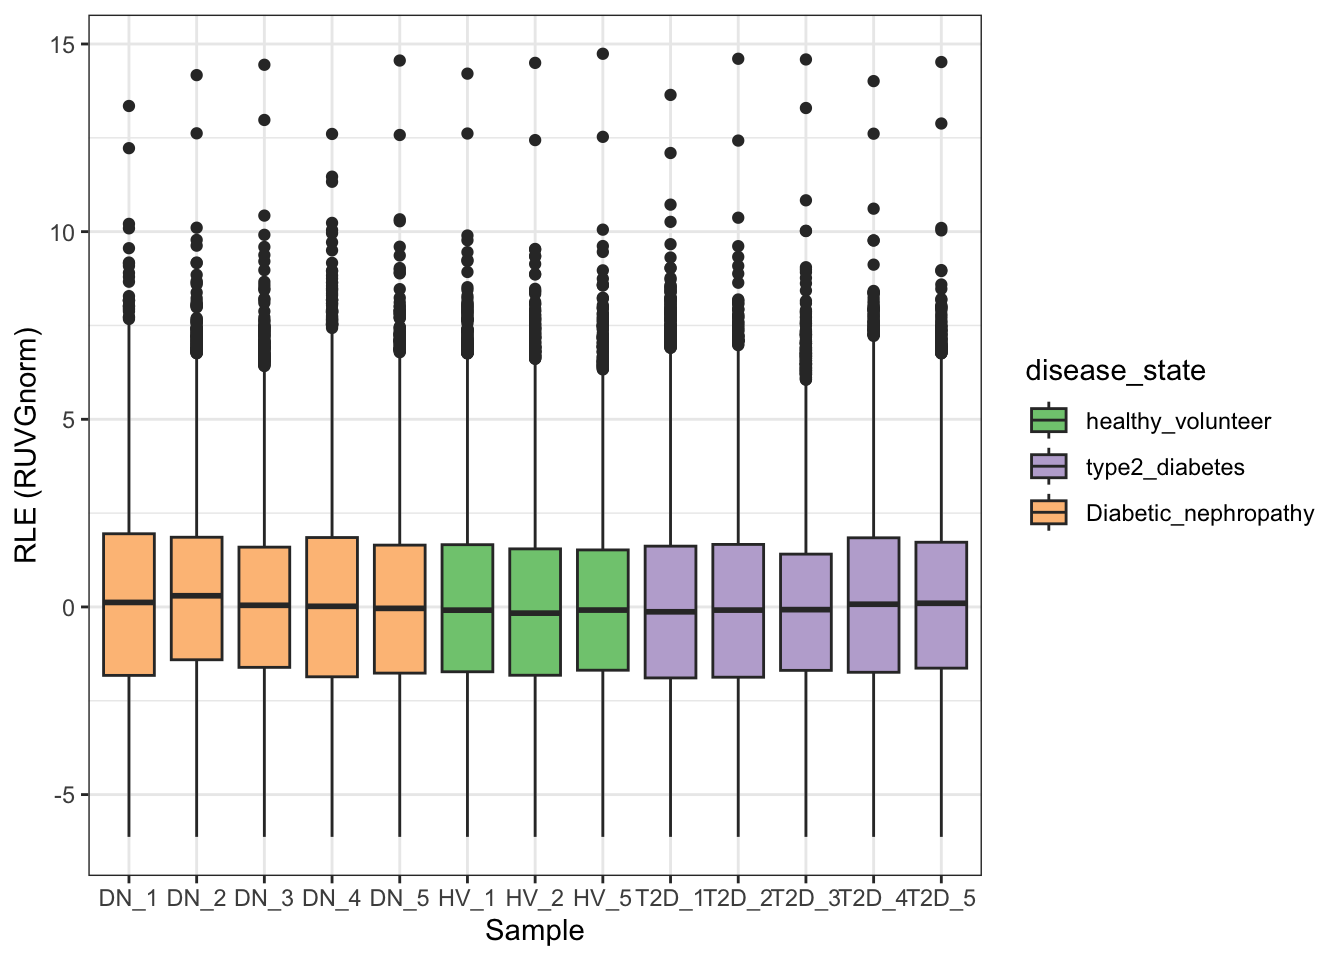 15
10
5
0
-5
RLE (RUVGnorm)
DN_1 DN_2 DN_3 DN_4 DN_5 HV_1 HV_2 HV_5 T2D_1 T2D_2 T2D_3 T2D_4 T2D_5
Sample
disease_state
healthy_volunteer
type2_diabetes
Diabetic_nephropathy